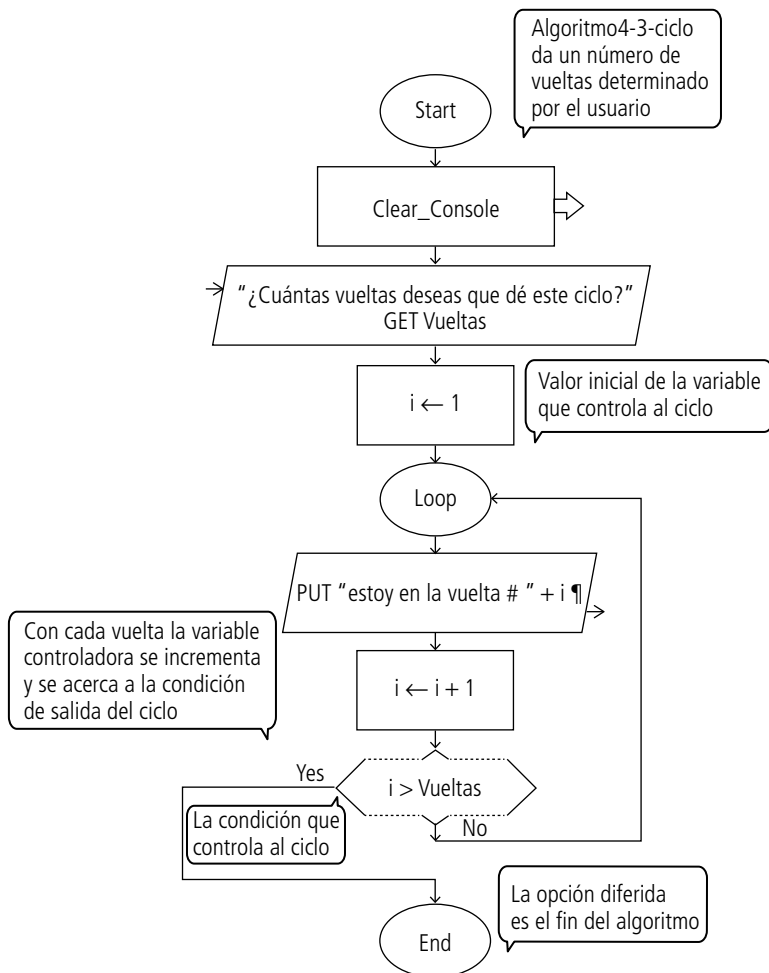 Algoritmo4-3-ciclo
da un número de
vueltas determinado
por el usuario
Start
Clear_Console
“¿Cuántas vueltas deseas que dé este ciclo?”
GET Vueltas
i ← 1
Valor inicial de la variable
que controla al ciclo
Loop
PUT “estoy en la vuelta # ” + i ¶
Con cada vuelta la variable
controladora se incrementa
y se acerca a la condición
de salida del ciclo
i ← i + 1
Yes
i > Vueltas
No
La condición que
controla al ciclo
La opción diferida
es el fin del algoritmo
End